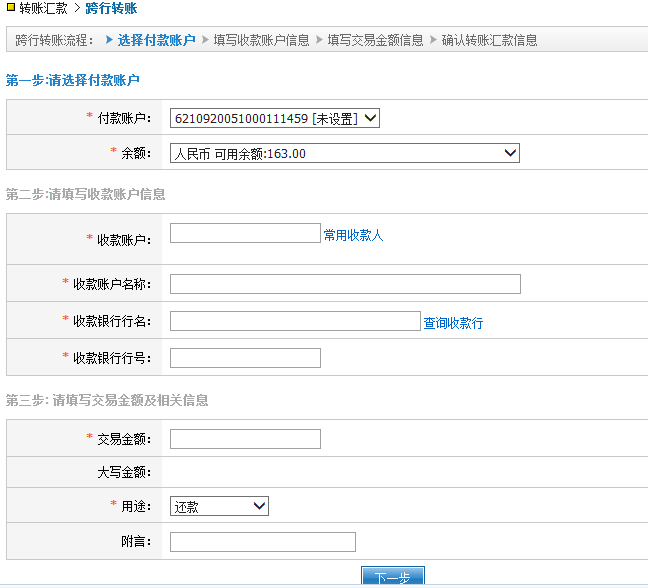 转账汇款 > 跨行转账
跨行转账流程： 选择付款账户 填写收款账户信息 填写交易金额信息 确认转账汇款信息
第一步:请选择付款账户
* 付款账户： 6210920051000111459 [未设置]
* 余额： 人民币 可用余额:163.00
第二步:请填写收款账户信息
* 收款账户： 常用收款人
* 收款账户名称：
* 收款银行行名： 查询收款行
* 收款银行行号：
第三步: 请填写交易金额及相关信息
* 交易金额：
大写金额：
* 用途： 还款
附言：
下一步